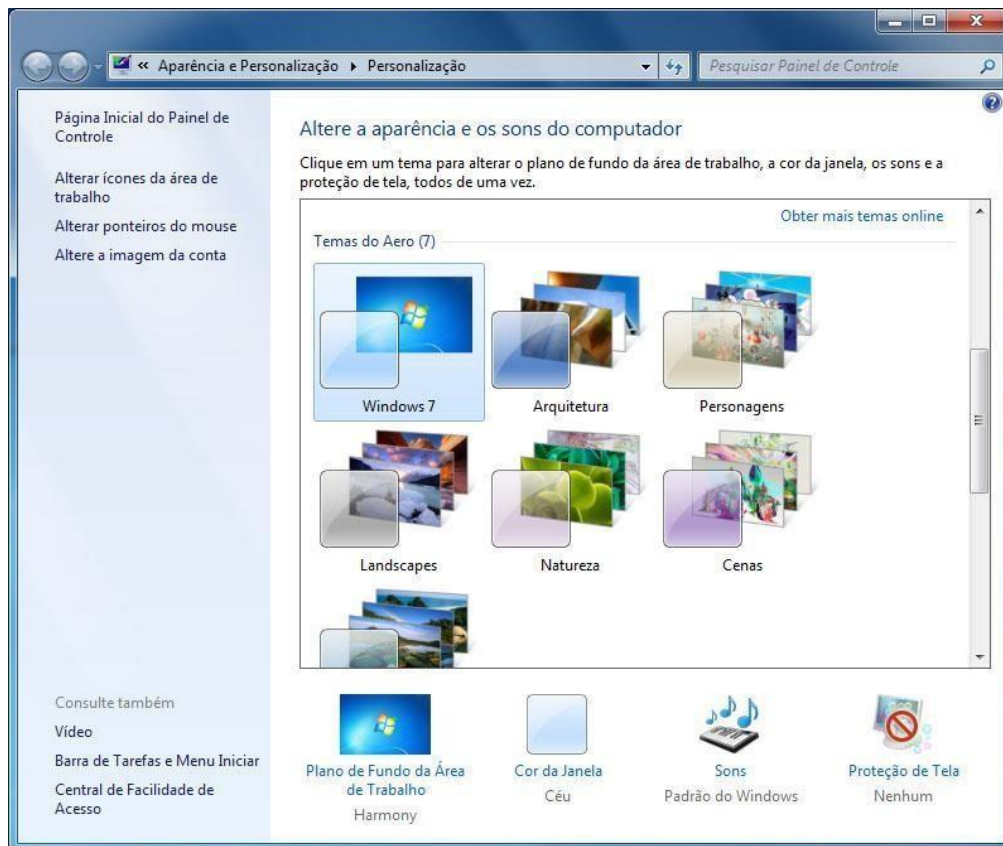 « Aparência e Personalização ▸ Personalização
Pesquisar Painel de Controle
Página Inicial do Painel de
Controle
Alterar ícones da área de
trabalho
Alterar ponteiros do mouse
Altere a imagem da conta
Altere a aparência e os sons do computador
Clique em um tema para alterar o plano de fundo da área de trabalho, a cor da janela, os sons e a
proteção de tela, todos de uma vez.
Obter mais temas online
Temas do Aero (7)
Windows 7
Arquitetura
Personagens
Landscapes
Natureza
Cenas
Consulte também
Vídeo
Barra de Tarefas e Menu Iniciar
Central de Facilidade de
Acesso
Plano de Fundo da Área
de Trabalho
Harmony
Cor da Janela
Céu
Sons
Padrão do Windows
Proteção de Tela
Nenhum